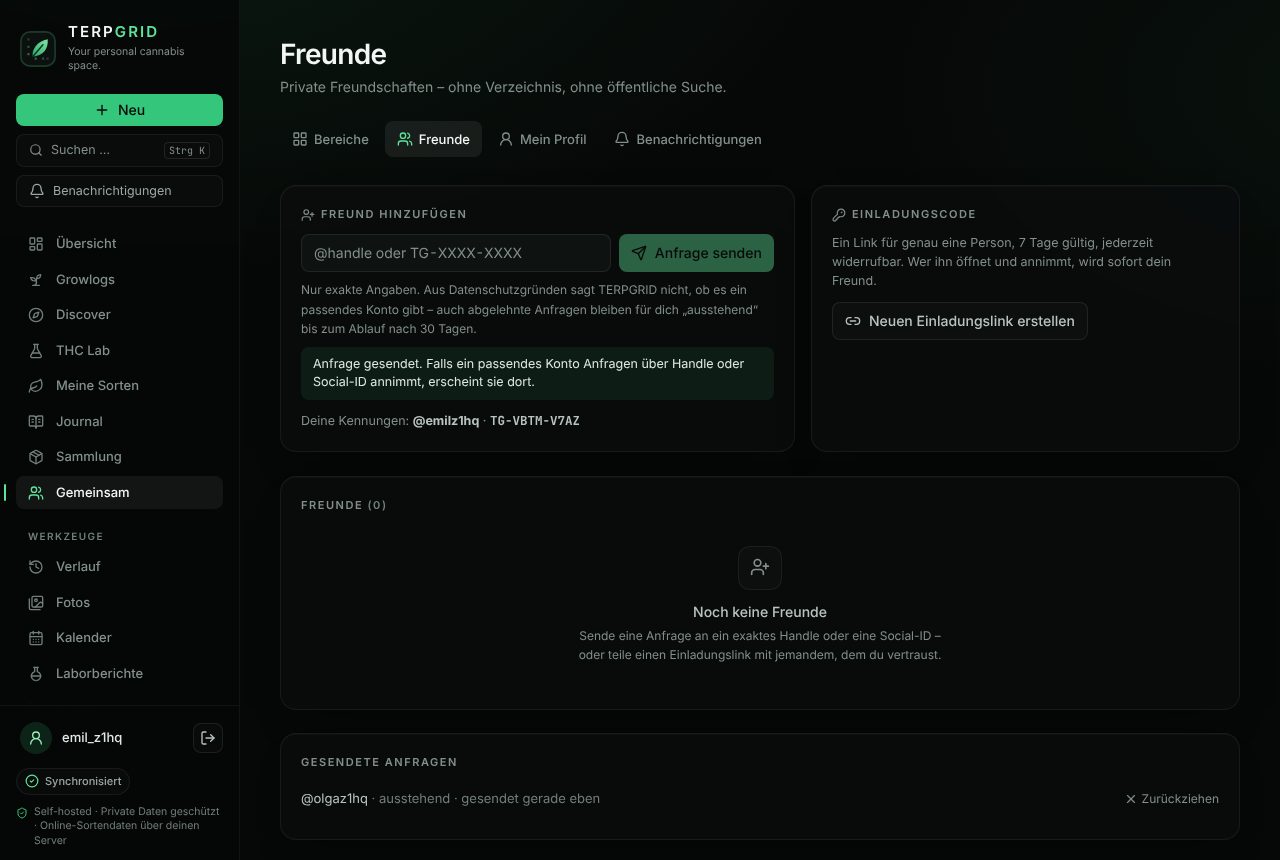 TERPGRID
Your personal cannabis
space.
Neu
Suchen ...
Strg K
Benachrichtigungen
Übersicht
Growlogs
Discover
THC Lab
Meine Sorten
Journal
Sammlung
Gemeinsam
WERKZEUGE
Verlauf
Fotos
Kalender
Laborberichte
emil_z1hq
Synchronisiert
Self-hosted · Private Daten geschützt
· Online-Sortendaten über deinen
Server
Freunde
Private Freundschaften – ohne Verzeichnis, ohne öffentliche Suche.
Bereiche
Freunde
Mein Profil
Benachrichtigungen
FREUND HINZUFÜGEN
@handle oder TG-XXXX-XXXX
Anfrage senden
Nur exakte Angaben. Aus Datenschutzgründen sagt TERPGRID nicht, ob es ein
passendes Konto gibt – auch abgelehnte Anfragen bleiben für dich „ausstehend“
bis zum Ablauf nach 30 Tagen.
Anfrage gesendet. Falls ein passendes Konto Anfragen über Handle oder
Social-ID annimmt, erscheint sie dort.
Deine Kennungen: @emilz1hq · TG-VBTM-V7AZ
EINLADUNGSCODE
Ein Link für genau eine Person, 7 Tage gültig, jederzeit
widerrufbar. Wer ihn öffnet und annimmt, wird sofort dein
Freund.
Neuen Einladungslink erstellen
FREUNDE (0)
Noch keine Freunde
Sende eine Anfrage an ein exaktes Handle oder eine Social-ID –
oder teile einen Einladungslink mit jemandem, dem du vertraust.
GESENDETE ANFRAGEN
@olgaz1hq · ausstehend · gesendet gerade eben
Zurückziehen